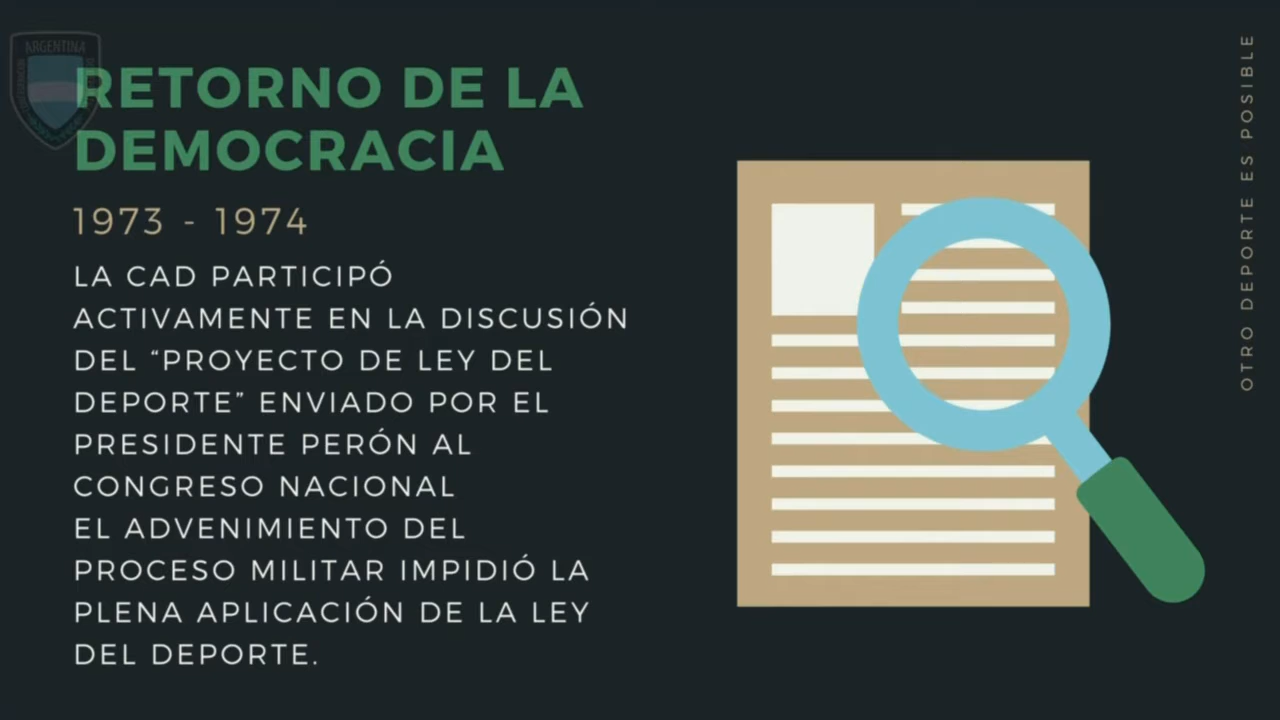 ARGENTINA
RETORNO DE LA
DEMOCRACIA
1973 - 1974
LA CAD PARTICIPÓ
ACTIVAMENTE EN LA DISCUSIÓN
DEL “PROYECTO DE LEY DEL
DEPORTE” ENVIADO POR EL
PRESIDENTE PERÓN AL
CONGRESO NACIONAL
EL ADVENIMIENTO DEL
PROCESO MILITAR IMPIDIÓ LA
PLENA APLICACIÓN DE LA LEY
DEL DEPORTE.
OTRO DEPORTE ES POSIBLE